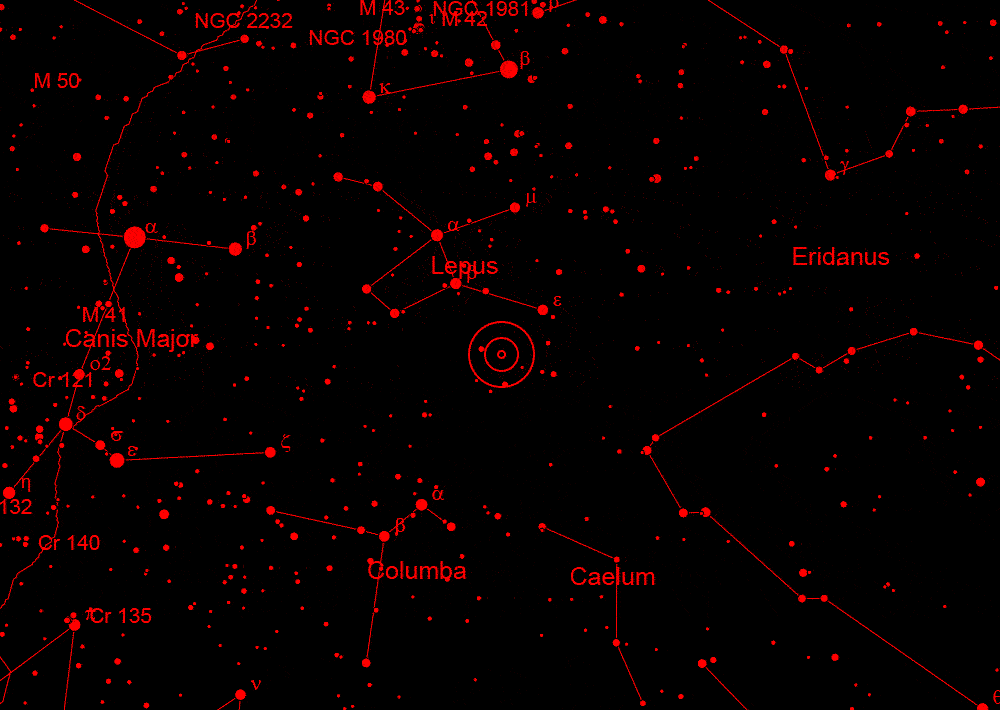 M 43
NGC 1981
ρ
NGC 2232
ι
M 42
NGC 1980
β
M 50
κ
γ
μ
α
α
β
Eridanus
Lepus
β
ε
M 41
Canis Major
ο2
Cr 121
δ
σ
ε
ζ
η
α
132
β
Cr 140
Columba
Caelum
π
Cr 135
ν
θ